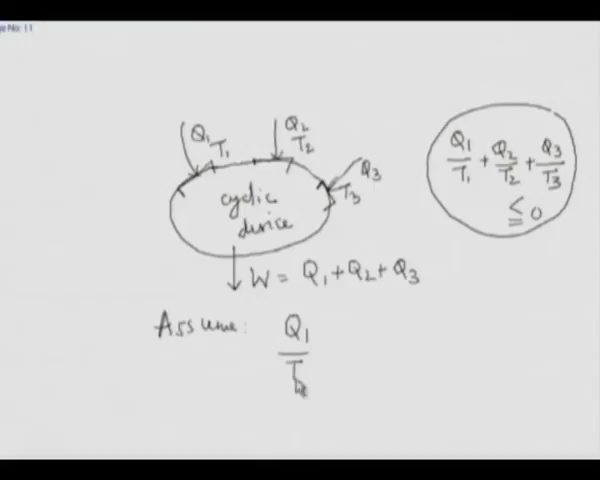 Q1 T1
Q2 T2
Q3 T3
cyclic
device
W = Q1 + Q2 + Q3
Q1/T1 + Q2/T2 + Q3/T3
≤ 0
Assume: Q1
T